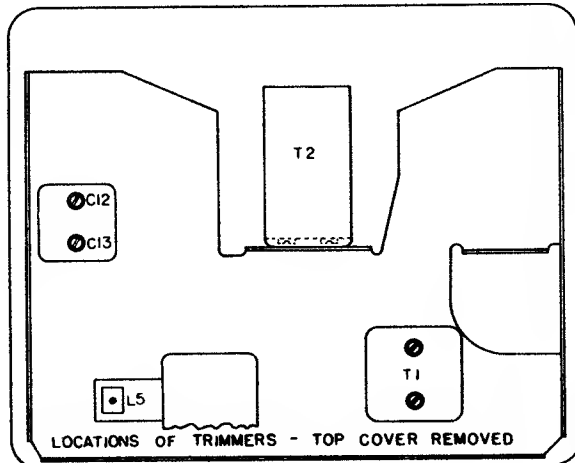 T2
C12
C13
T1
L5
LOCATIONS OF TRIMMERS - TOP COVER REMOVED